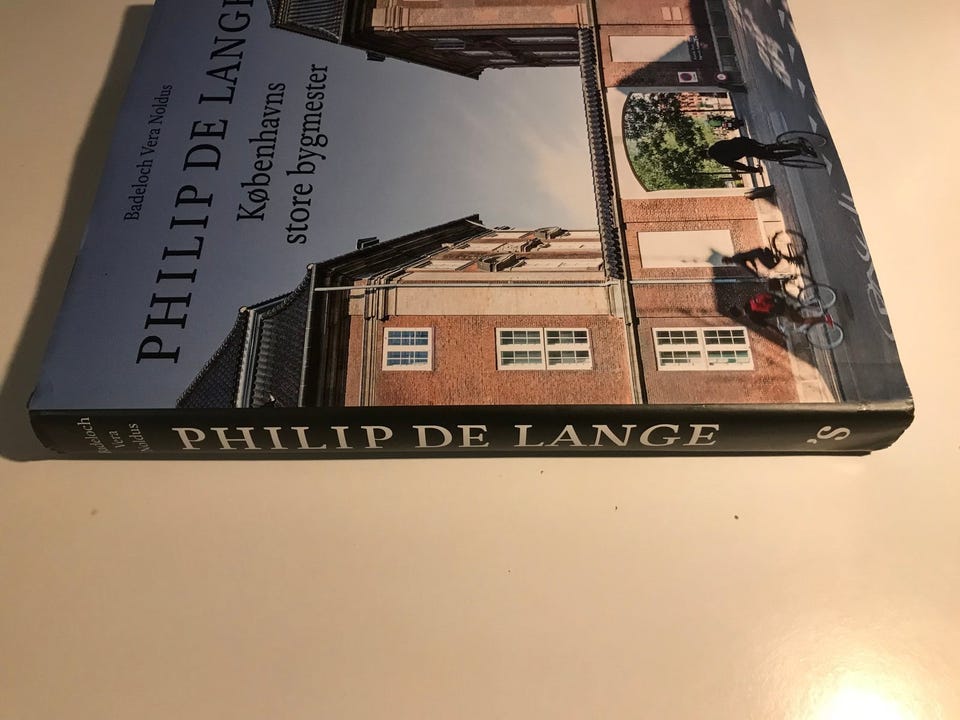 Badeloch Vera Noldus
PHILIP DE LANGE
Københavns
store bygmester
Badeloch
Vera
Noldus
PHILIP DE LANGE
'S